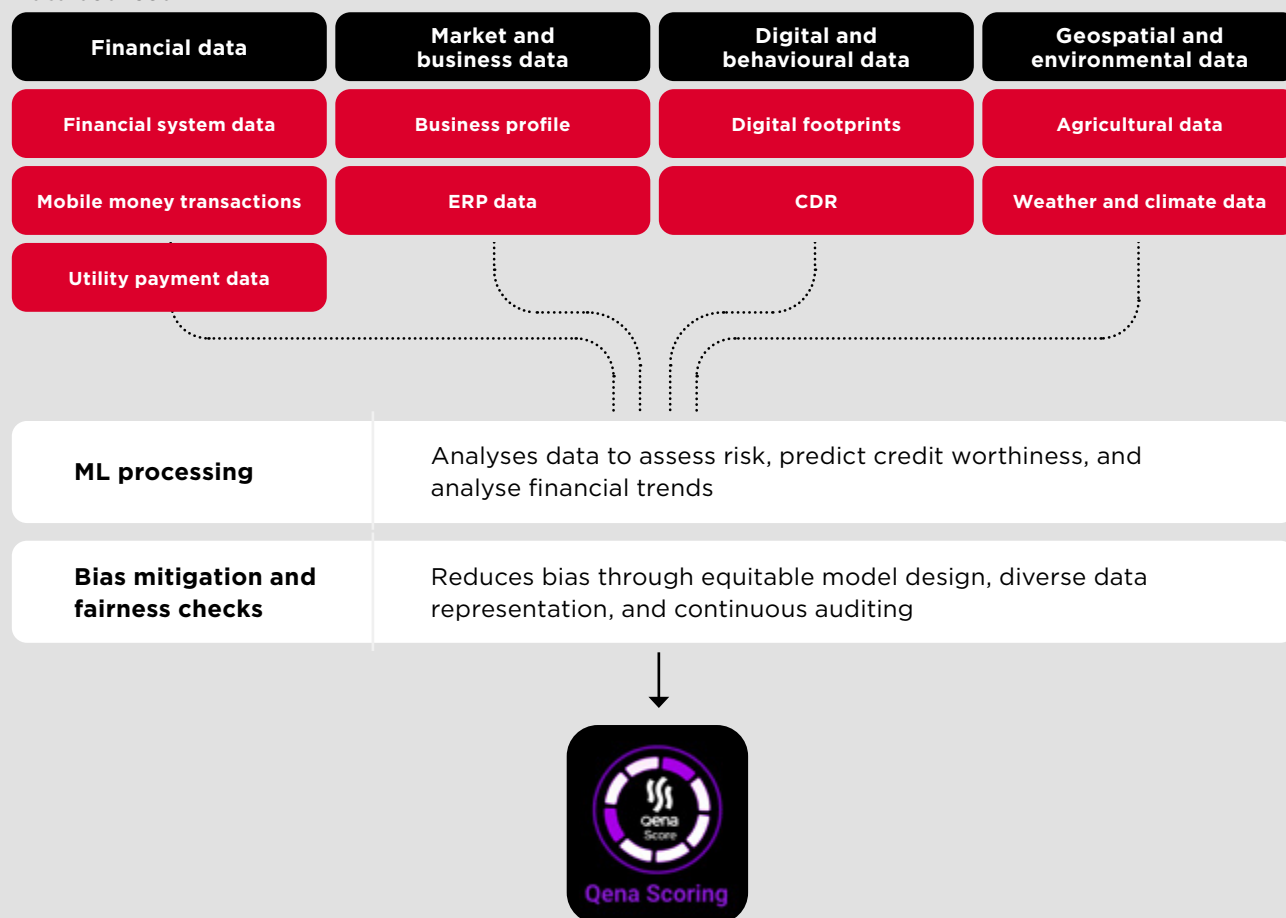 Financial data
Market and
business data
Digital and
behavioural data
Geospatial and
environmental data
Financial system data
Business profile
Digital footprints
Agricultural data
Mobile money transactions
ERP data
CDR
Weather and climate data
Utility payment data
ML processing
Analyses data to assess risk, predict credit worthiness, and
analyse financial trends
Bias mitigation and
fairness checks
Reduces bias through equitable model design, diverse data
representation, and continuous auditing
Qena
Score
Qena Scoring